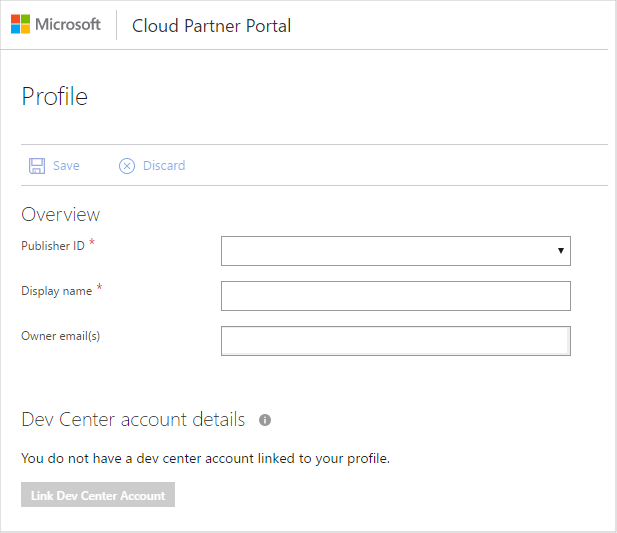 Microsoft Cloud Partner Portal
Profile
Save Discard
Overview
Publisher ID *
Display name *
Owner email(s)
Dev Center account details
You do not have a dev center account linked to your profile.
Link Dev Center Account